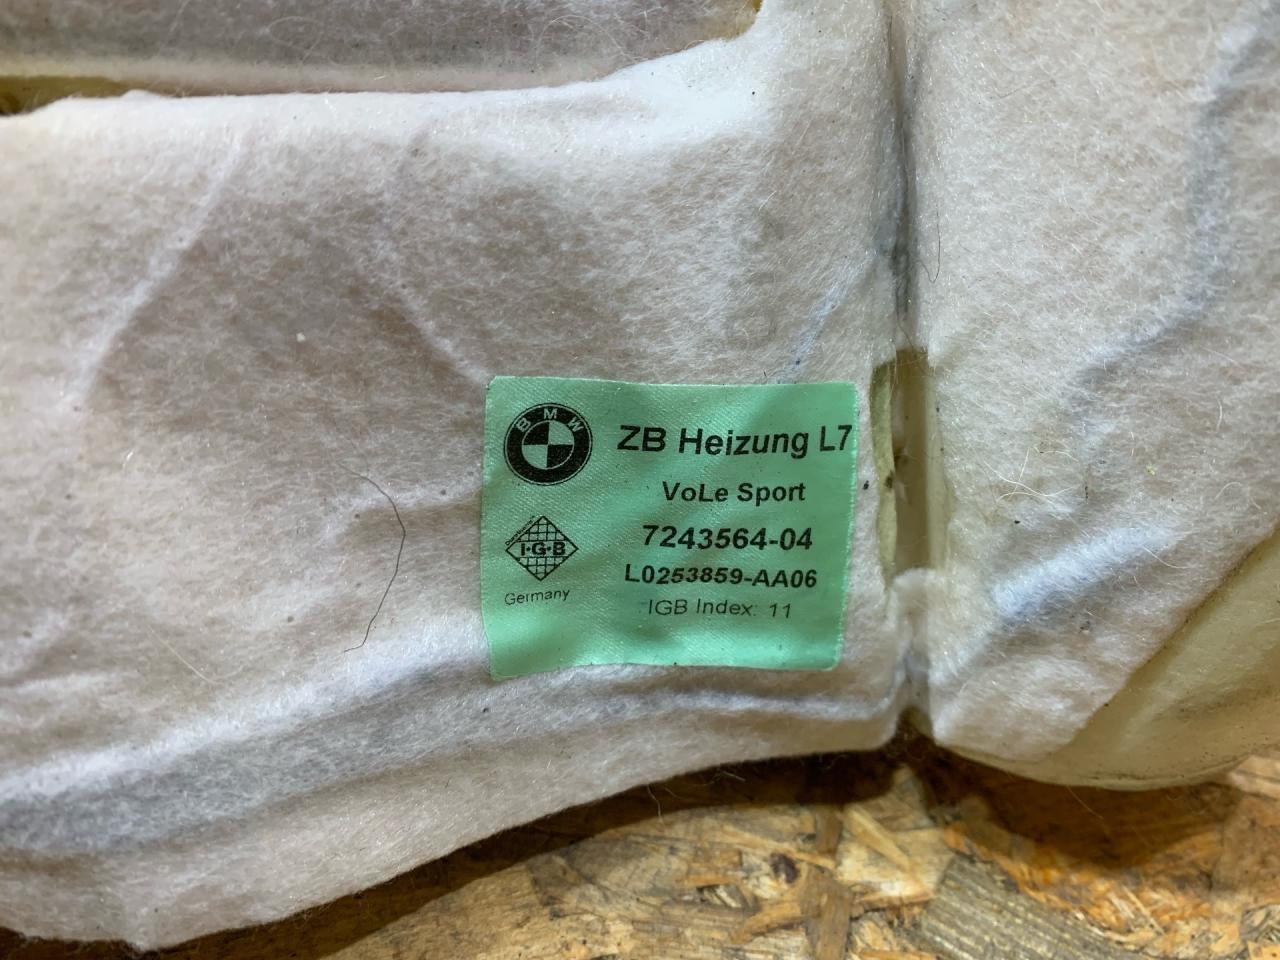 BMW
ZB Heizung L7
VoLe Sport
7243564-04
I·G·B
L0253859-AA06
Germany
IGB Index: 11